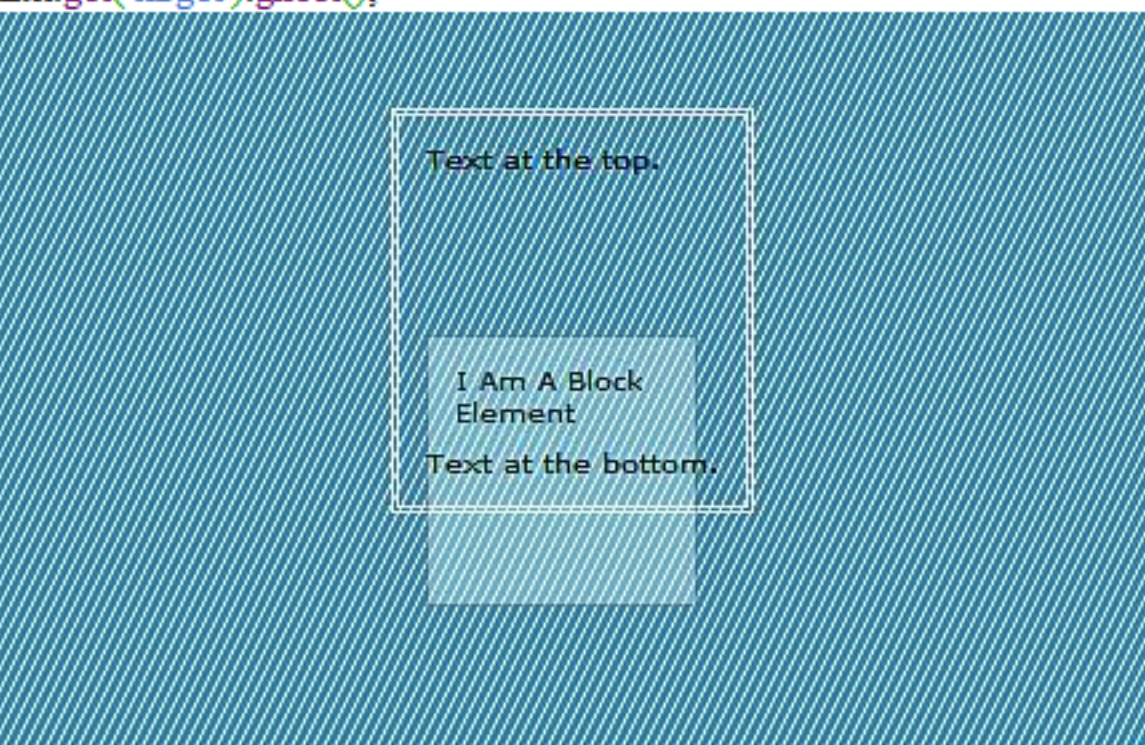 Text at the top.
I Am A Block
Element
Text at the bottom.